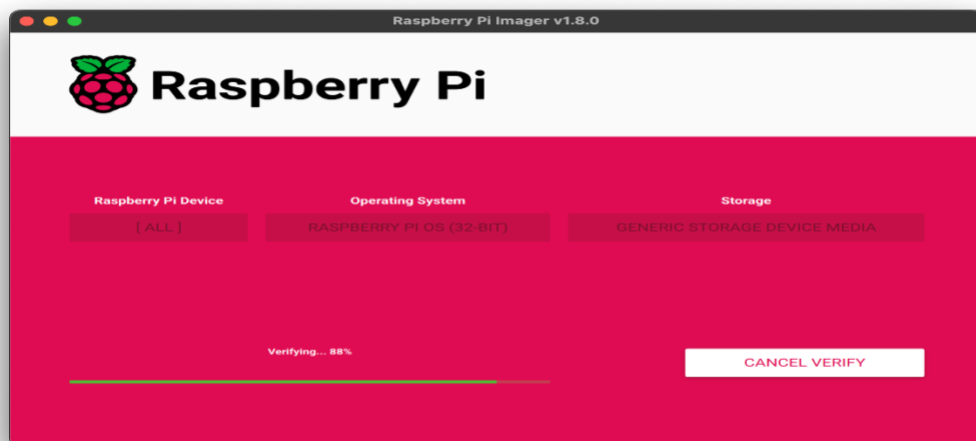 Raspberry Pi Imager v1.8.0
Raspberry Pi
Raspberry Pi Device Operating System Storage
[ ALL ] RASPBERRY PI OS (32-BIT) GENERIC STORAGE DEVICE MEDIA
Verifying... 88%
CANCEL VERIFY